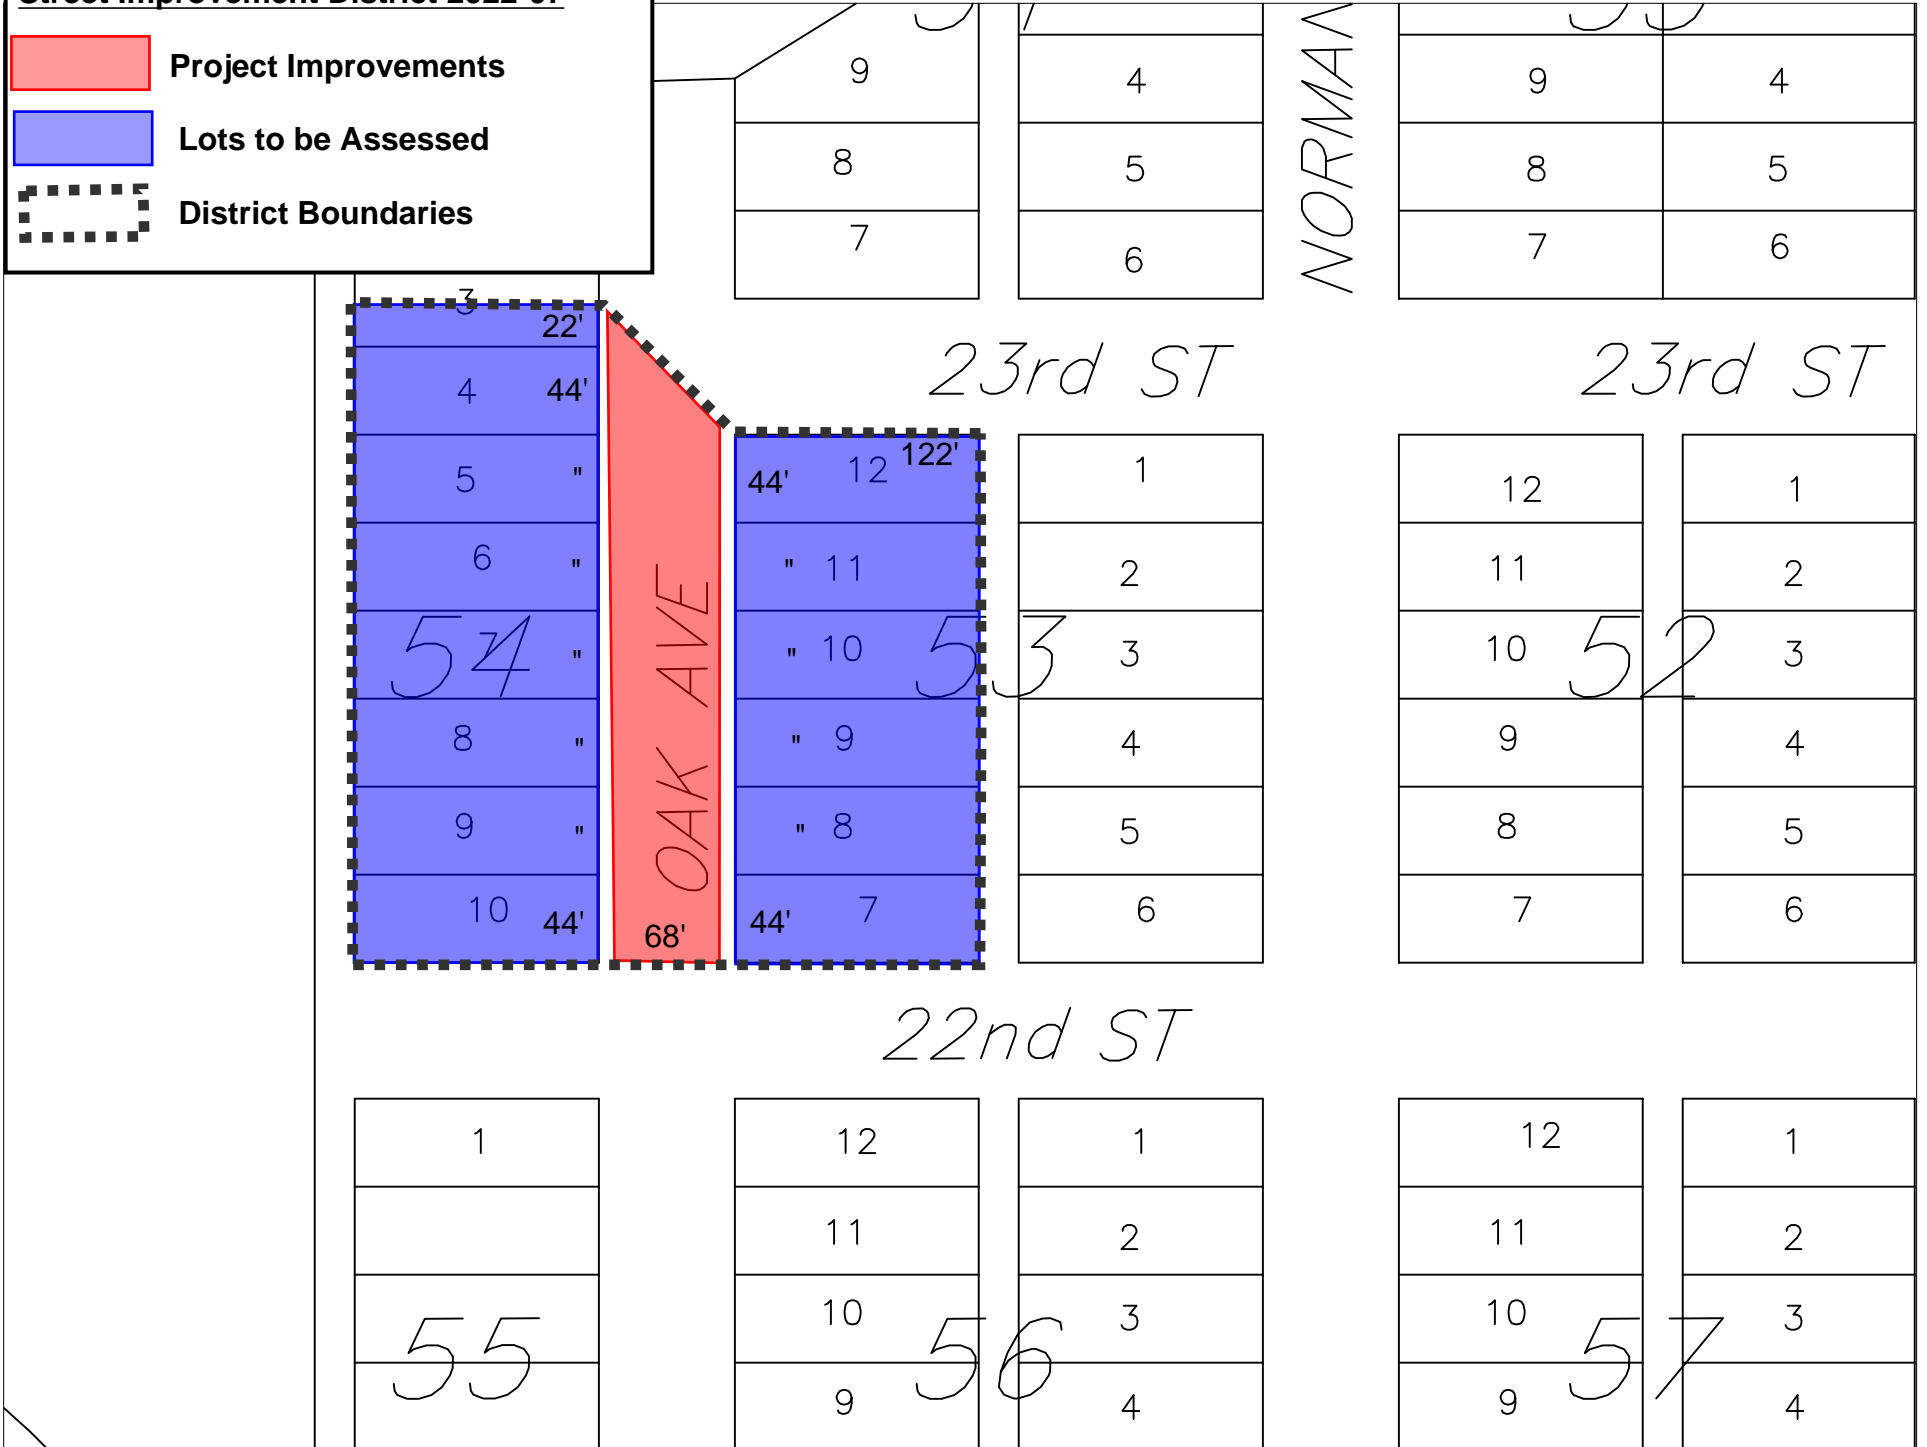 Project Improvements
Lots to be Assessed
District Boundaries
NORMAN
9 4 9 4
8 5 8 5
7 6 7 6
3 22'
23rd ST 23rd ST
4 44'
5 " 44' 12 122' 1 12 1
6 " " 11 2 11 2
54 7 " " 10 53 3 10 52 3
OAK AVE
8 " " 9 4 9 4
9 " " 8 5 8 5
10 44' 68' 44' 7 6 7 6
22nd ST
1 12 1 12 1
11 2 11 2
10 3 10 3
55 56 57
9 4 9 4